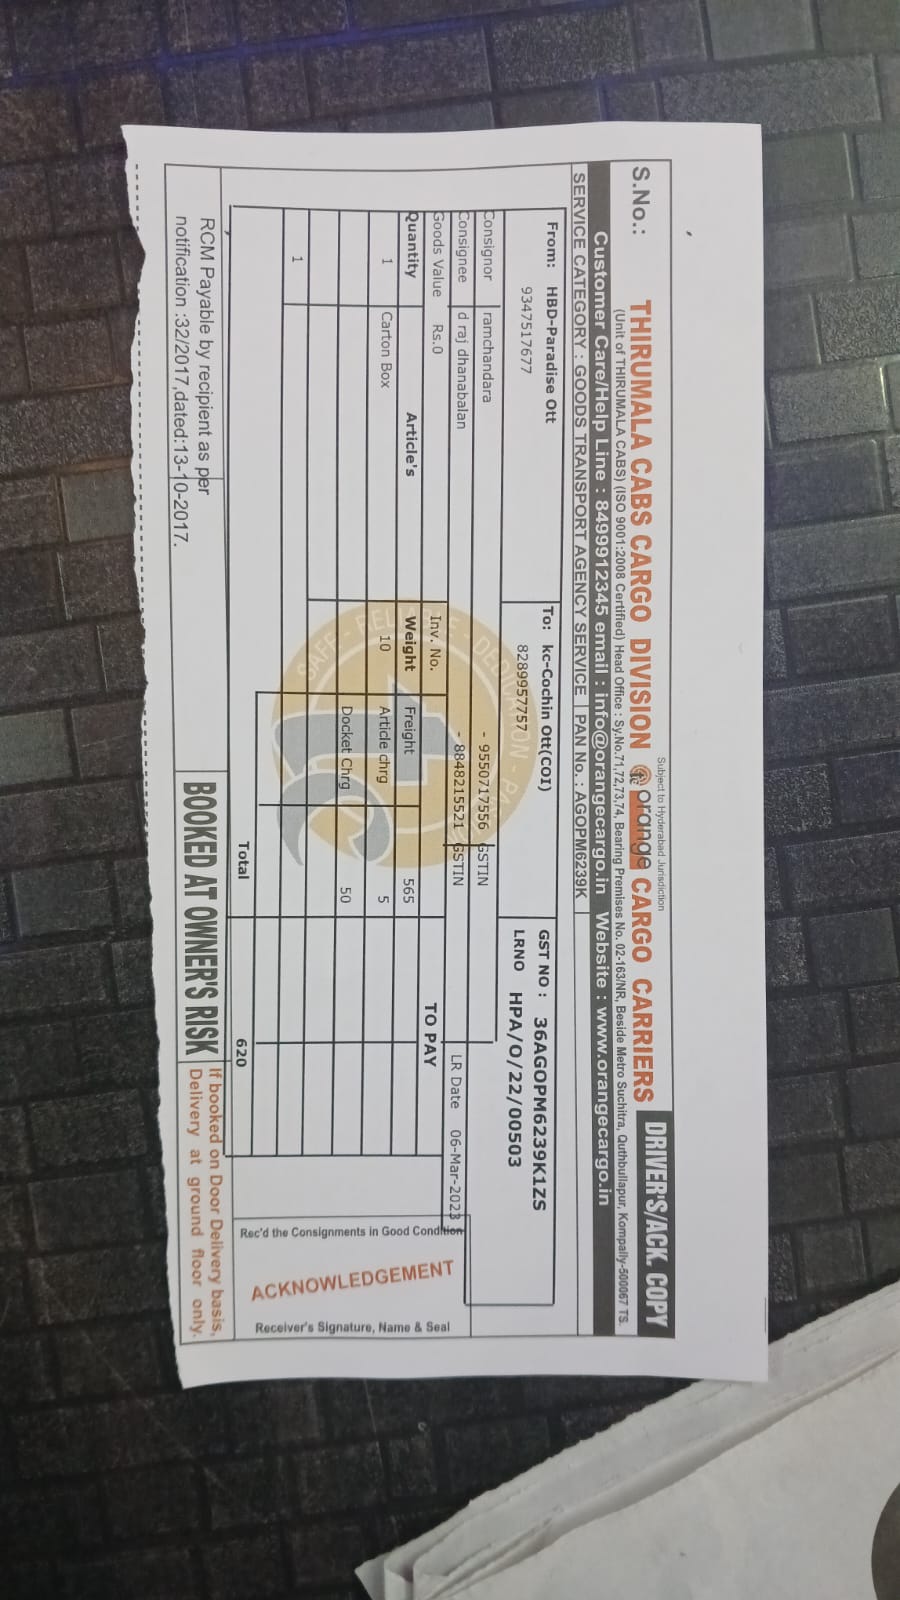 Subject to Hyderabad Jurisdiction
S.No.: THIRUMALA CABS CARGO DIVISION tc orange CARGO CARRIERS DRIVER'S/ACK. COPY
(Unit of THIRUMALA CABS) (ISO 9001:2008 Certified) Head Office : Sy.No.71,72,73,74, Bearing Premises No. 02-163/NR, Beside Metro Suchitra, Quthbullapur, Kompally-500067 TS.
Customer Care/Help Line : 8499912345 email : info@orangecargo.in Website : www.orangecargo.in
SERVICE CATEGORY : GOODS TRANSPORT AGENCY SERVICE PAN No. : AGOPM6239K
From: HBD-Paradise Ott To: kc-Cochin Ott(COI) GST NO : 36AGOPM6239K1ZS
9347517677 8289957757 LRNO HPA/O/22/00503
Consignor ramchandara - 9550717556 GSTIN
Consignee d raj dhanabalan - 8848215521 GSTIN LR Date 06-Mar-2023
Goods Value Rs.0 Inv. No. TO PAY
Quantity Article's Weight Freight 565
1 Carton Box 10 Article chrg 5
Docket Chrg 50
1
Total 620
Rec'd the Consignments in Good Condition
ACKNOWLEDGEMENT
Receiver's Signature, Name & Seal
SAFE - RELIABLE - DEDICATION -
tc
RCM Payable by recipient as per
notification :32/2017,dated:13-10-2017.
BOOKED AT OWNER'S RISK
If booked on Door Delivery basis,
Delivery at ground floor only.